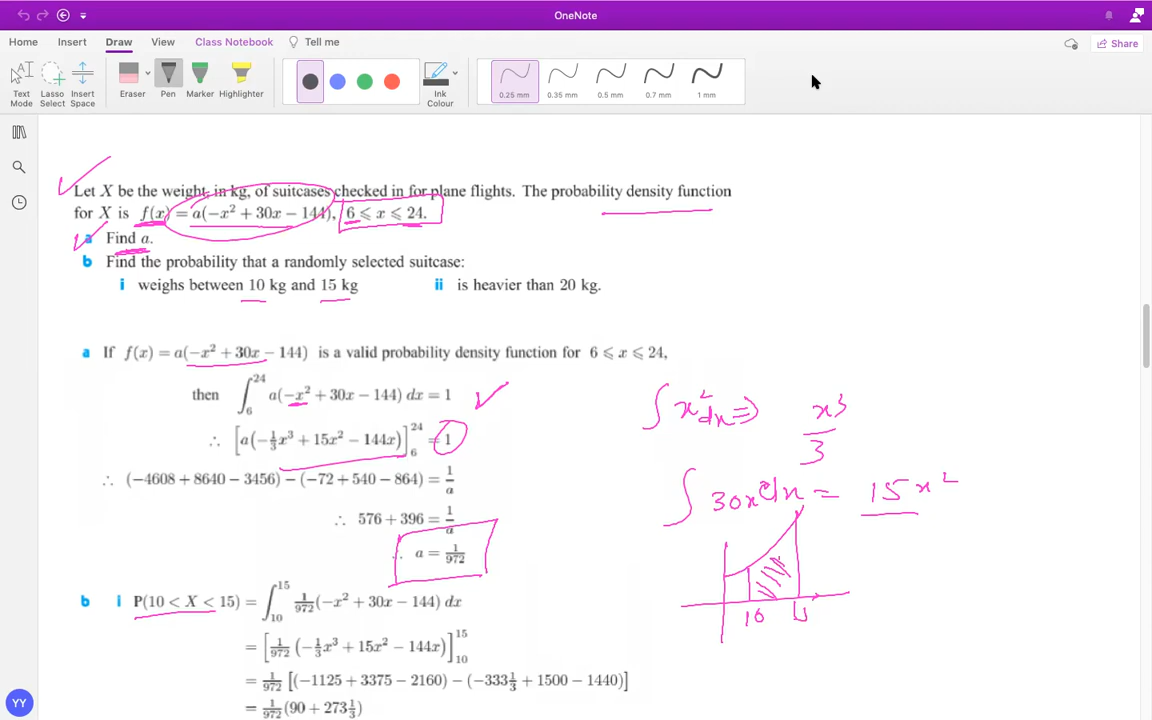 OneNote
Home Insert Draw View Class Notebook Tell me
Share
Text Mode
Lasso Select
Insert Space
Eraser
Pen
Marker
Highlighter
Ink Colour
0.25 mm 0.35 mm 0.5 mm 0.7 mm 1 mm
Let X be the weight, in kg, of suitcases checked in for plane flights. The probability density function
for X is f(x) = a(−x² + 30x − 144), 6 ⩽ x ⩽ 24.
a Find a.
b Find the probability that a randomly selected suitcase:
i weighs between 10 kg and 15 kg ii is heavier than 20 kg.
a If f(x) = a(−x² + 30x − 144) is a valid probability density function for 6 ⩽ x ⩽ 24,
then ∫₆²⁴ a(−x² + 30x − 144) dx = 1
∫x²dx ⇒ x³/3
∴ [a(−⅓x³ + 15x² − 144x)]₆²⁴ = 1
∴ (−4608 + 8640 − 3456) − (−72 + 540 − 864) = 1/a
∫30x dx = 15x²
∴ 576 + 396 = 1/a
∴ a = 1/972
b i P(10 < X < 15) = ∫₁₀¹⁵ 1/972(−x² + 30x − 144) dx
10 15
= [1/972 (−⅓x³ + 15x² − 144x)]₁₀¹⁵
= 1/972 [(−1125 + 3375 − 2160) − (−333⅓ + 1500 − 1440)]
= 1/972 (90 + 273⅓)
YY